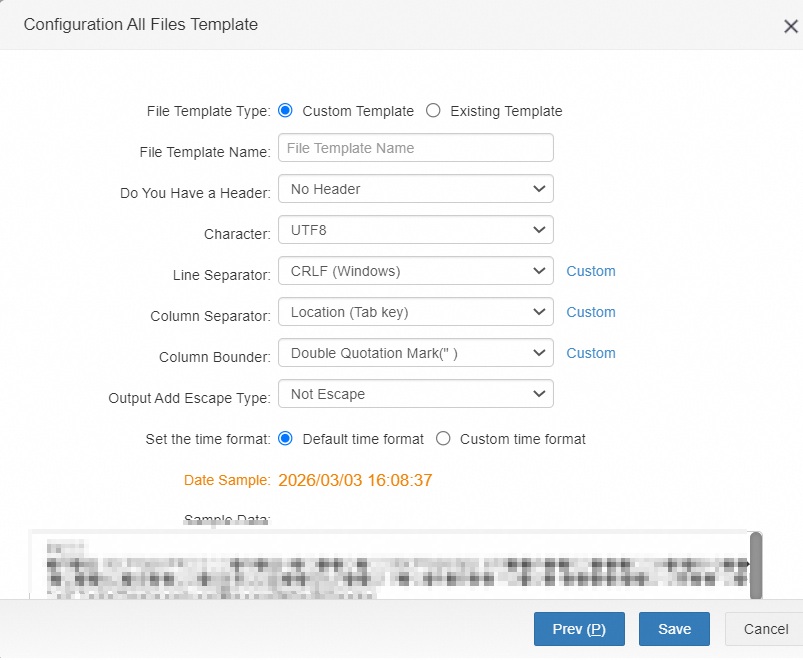 Configuration All Files Template
File Template Type: Custom Template Existing Template
File Template Name: File Template Name
Do You Have a Header: No Header
Character: UTF8
Line Separator: CRLF (Windows) Custom
Column Separator: Location (Tab key) Custom
Column Bounder: Double Quotation Mark(" ) Custom
Output Add Escape Type: Not Escape
Set the time format: Default time format Custom time format
Date Sample: 2026/03/03 16:08:37
Sample Data:
Prev (P) Save Cancel